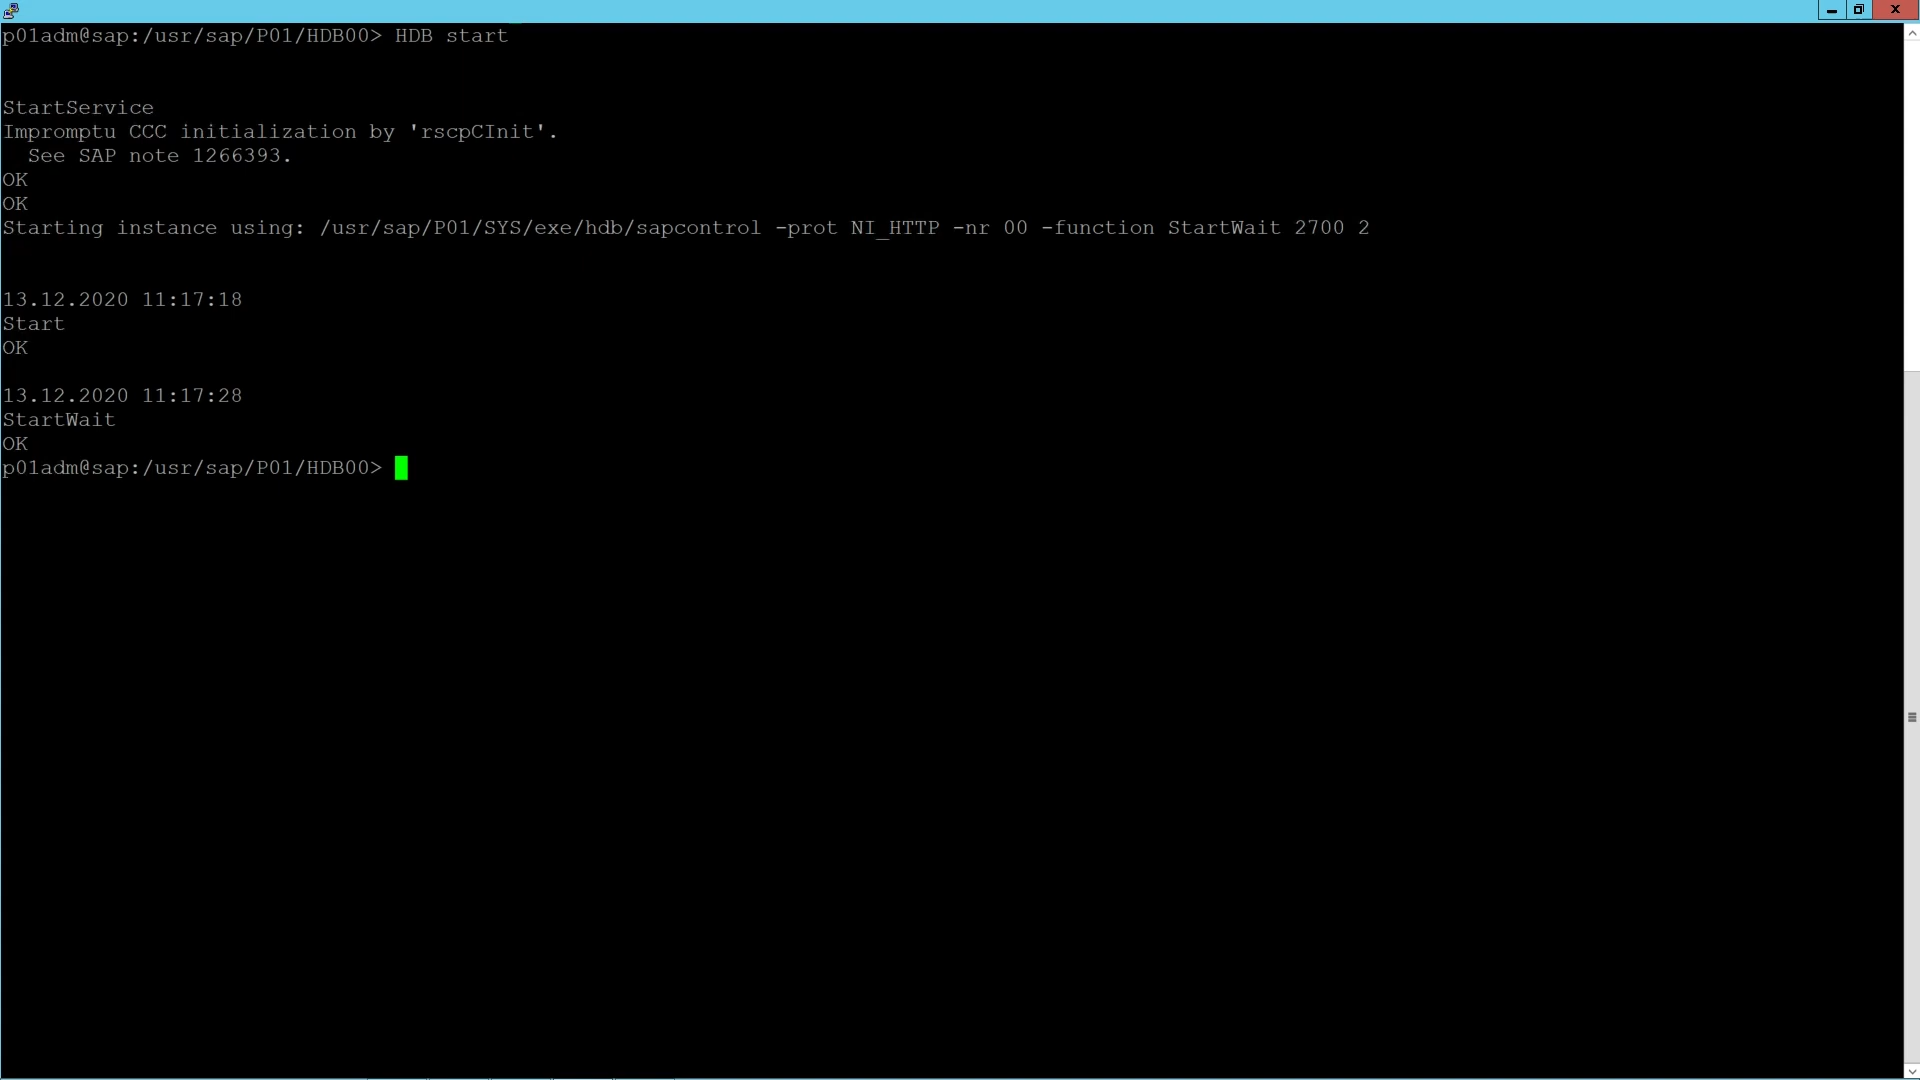 p01adm@sap:/usr/sap/P01/HDB00> HDB start
StartService
Impromptu CCC initialization by 'rscpCInit'.
  See SAP note 1266393.
OK
OK
Starting instance using: /usr/sap/P01/SYS/exe/hdb/sapcontrol -prot NI_HTTP -nr 00 -function StartWait 2700 2
13.12.2020 11:17:18
Start
OK
13.12.2020 11:17:28
StartWait
OK
p01adm@sap:/usr/sap/P01/HDB00>